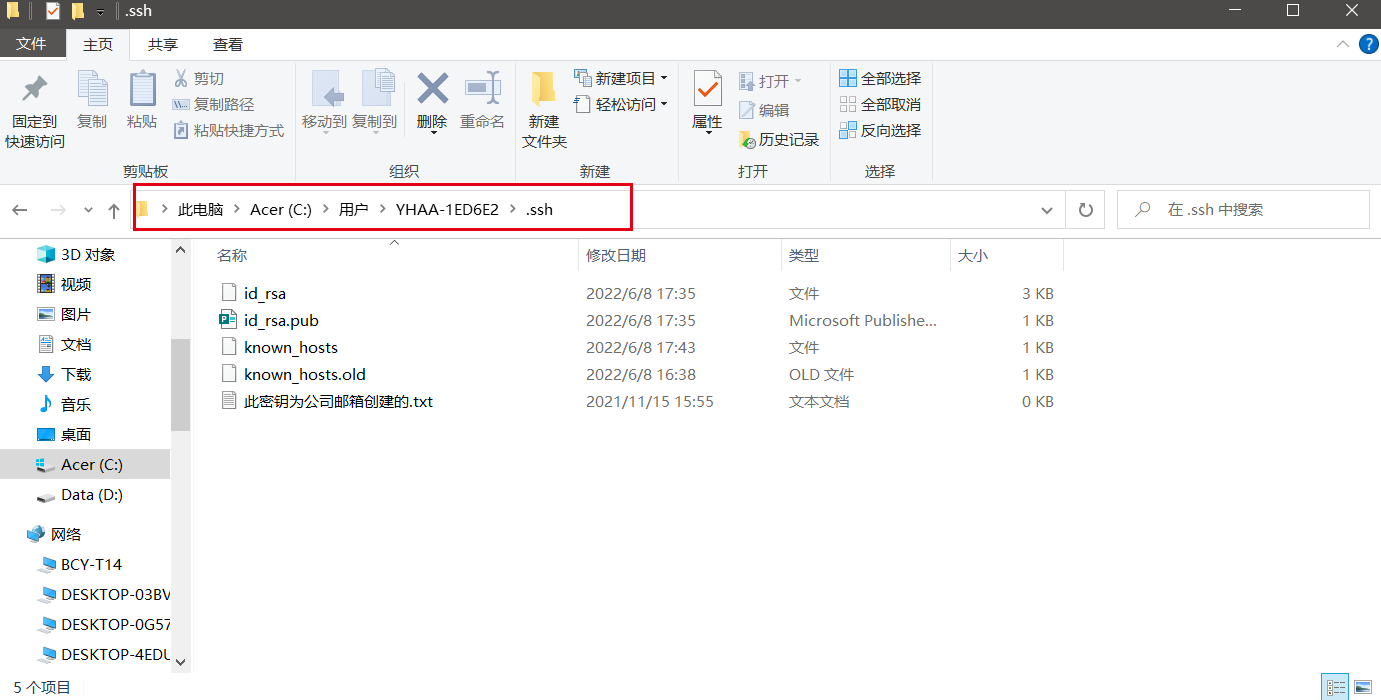 .ssh
文件 主页 共享 查看
固定到快速访问 复制 粘贴 剪切 复制路径 粘贴快捷方式
剪贴板
移动到 复制到 删除 重命名
组织
新建文件夹 新建项目 轻松访问
新建
属性 打开 编辑 历史记录
打开
全部选择 全部取消 反向选择
选择
此电脑 Acer (C:) 用户 YHAA-1ED6E2 .ssh
在 .ssh 中搜索
3D 对象
视频
图片
文档
下载
音乐
桌面
Acer (C:)
Data (D:)
网络
BCY-T14
DESKTOP-03BV
DESKTOP-0G57
DESKTOP-4EDU
名称 修改日期 类型 大小
id_rsa 2022/6/8 17:35 文件 3 KB
id_rsa.pub 2022/6/8 17:35 Microsoft Publishe... 1 KB
known_hosts 2022/6/8 17:43 文件 1 KB
known_hosts.old 2022/6/8 16:38 OLD 文件 1 KB
此密钥为公司邮箱创建的.txt 2021/11/15 15:55 文本文档 0 KB
5 个项目